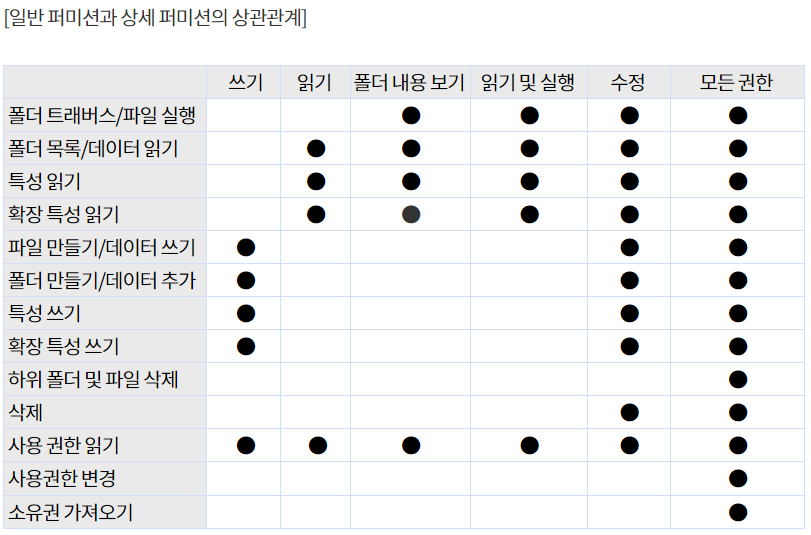 [일반 퍼미션과 상세 퍼미션의 상관관계]
쓰기 읽기 폴더 내용 보기 읽기 및 실행 수정 모든 권한
폴더 트래버스/파일 실행 ● ● ● ●
폴더 목록/데이터 읽기 ● ● ● ● ●
특성 읽기 ● ● ● ● ●
확장 특성 읽기 ● ● ● ● ●
파일 만들기/데이터 쓰기 ● ● ●
폴더 만들기/데이터 추가 ● ● ●
특성 쓰기 ● ● ●
확장 특성 쓰기 ● ● ●
하위 폴더 및 파일 삭제 ●
삭제 ● ●
사용 권한 읽기 ● ● ● ● ● ●
사용권한 변경 ●
소유권 가져오기 ●